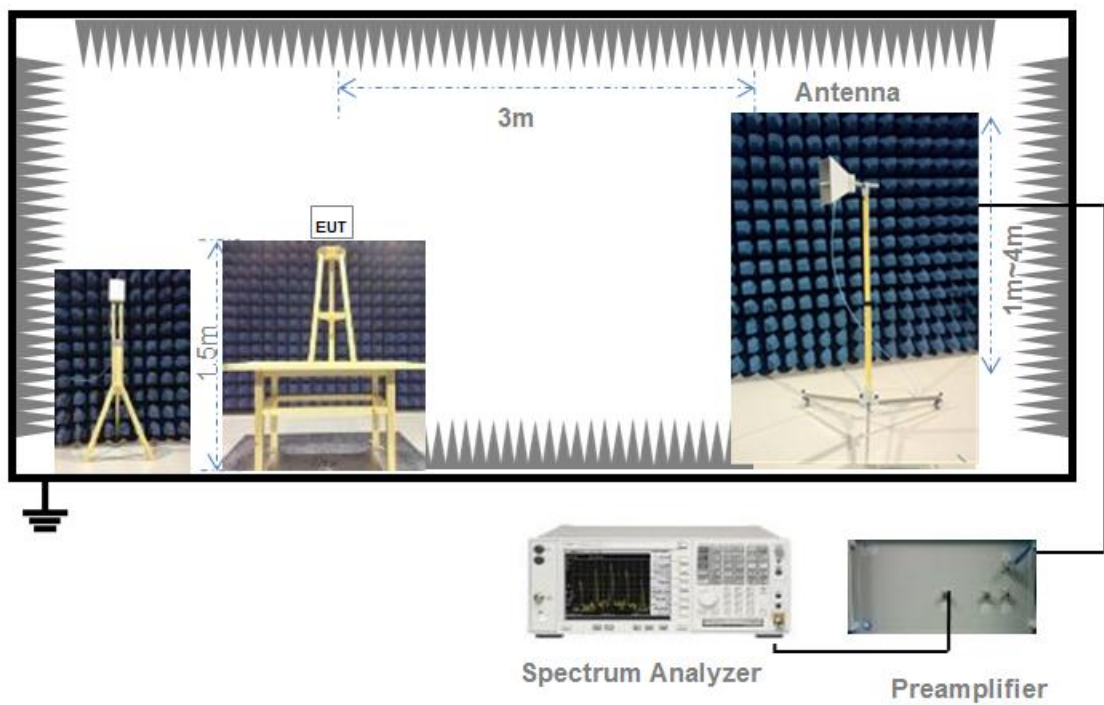 Antenna
3m
EUT
1m~4m
1.5m
Spectrum Analyzer
Preamplifier